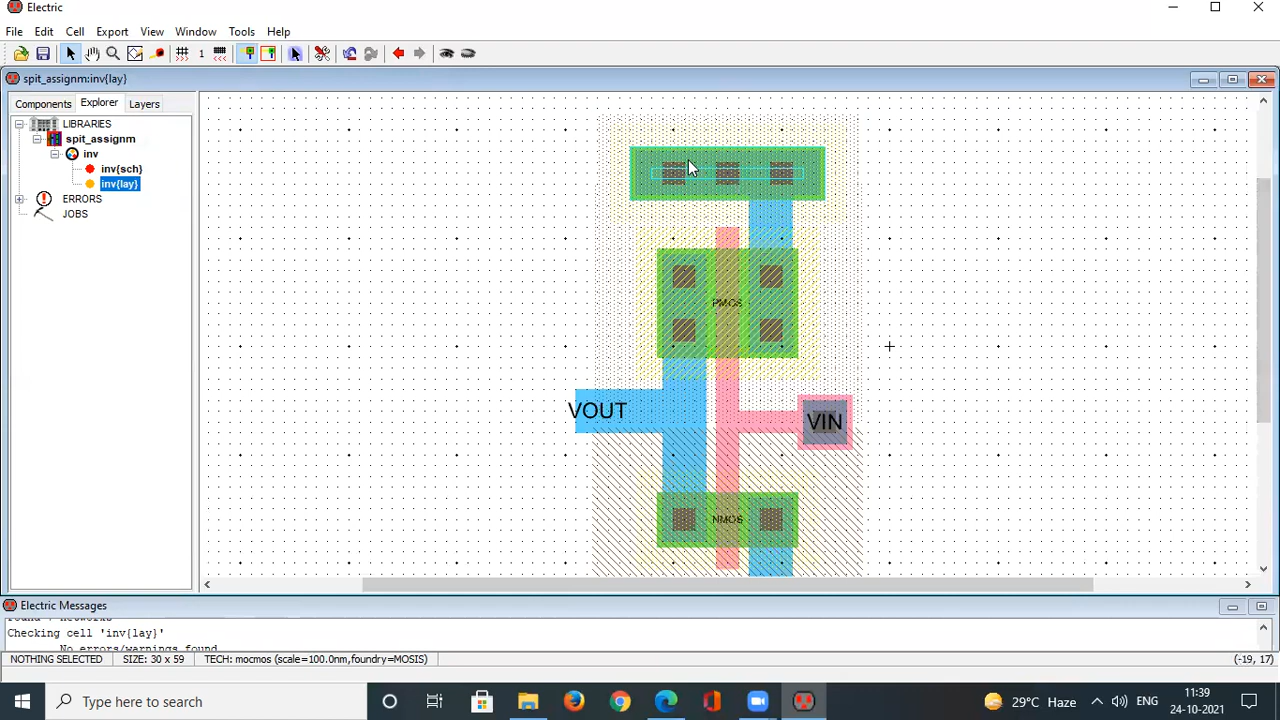 Electric
File Edit Cell Export View Window Tools Help
1
spit_assignm:inv{lay}
Components Explorer Layers
LIBRARIES
spit_assignm
inv
inv{sch}
inv{lay}
ERRORS
JOBS
PMOS
VOUT
VIN
NMOS
Electric Messages
Checking cell 'inv{lay}'
No errors/warnings found
NOTHING SELECTED SIZE: 30 x 59 TECH: mocmos (scale=100.0nm,foundry=MOSIS) (-19, 17)
Type here to search
29°C Haze ENG
11:39
24-10-2021